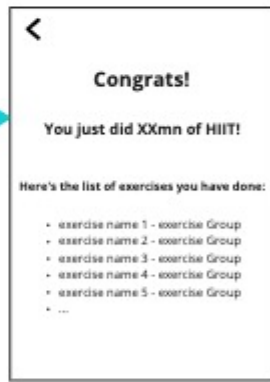 Congrats!
You just did XXmn of HIIT!
Here's the list of exercises you have done:
- exercise name 1 - exercise Group
- exercise name 2 - exercise Group
- exercise name 3 - exercise Group
- exercise name 4 - exercise Group
- exercise name 5 - exercise Group
- ...